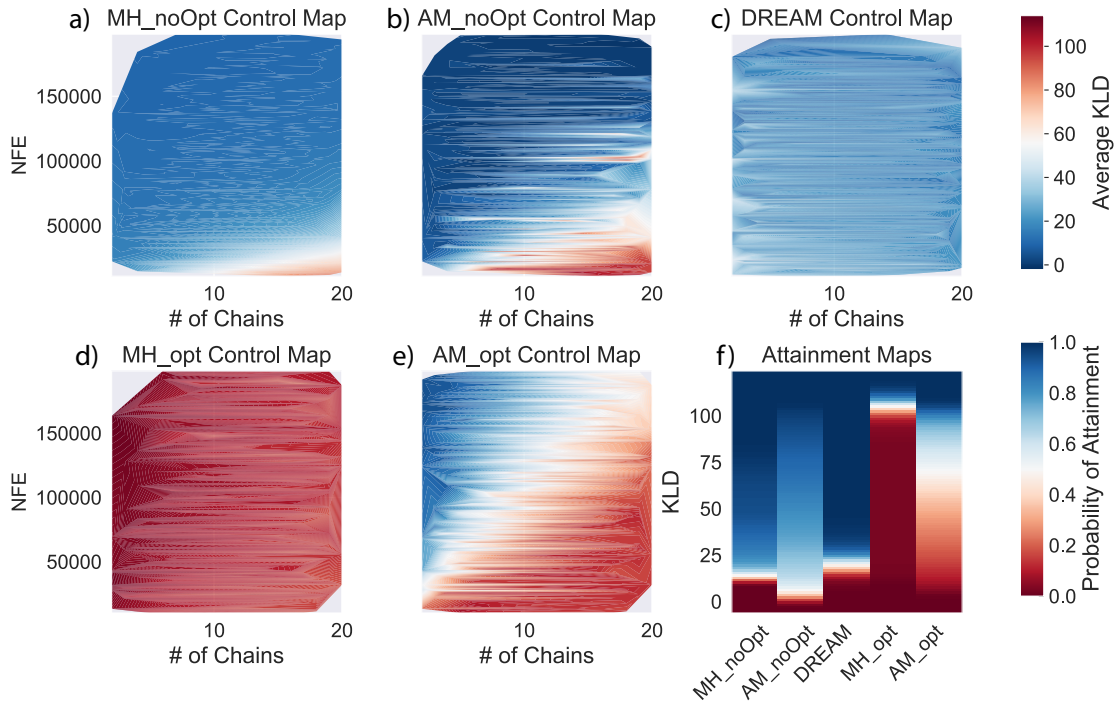 a) MH_noOpt Control Map
b) AM_noOpt Control Map
c) DREAM Control Map
NFE
150000
100000
50000
10
20
# of Chains
10
20
# of Chains
10
20
# of Chains
100
80
60
40
20
0
Average KLD
d) MH_opt Control Map
e) AM_opt Control Map
f) Attainment Maps
NFE
150000
100000
50000
10
20
# of Chains
10
20
# of Chains
KLD
100
75
50
25
0
MH_noOpt
AM_noOpt
DREAM
MH_opt
AM_opt
1.0
0.8
0.6
0.4
0.2
0.0
Probability of Attainment